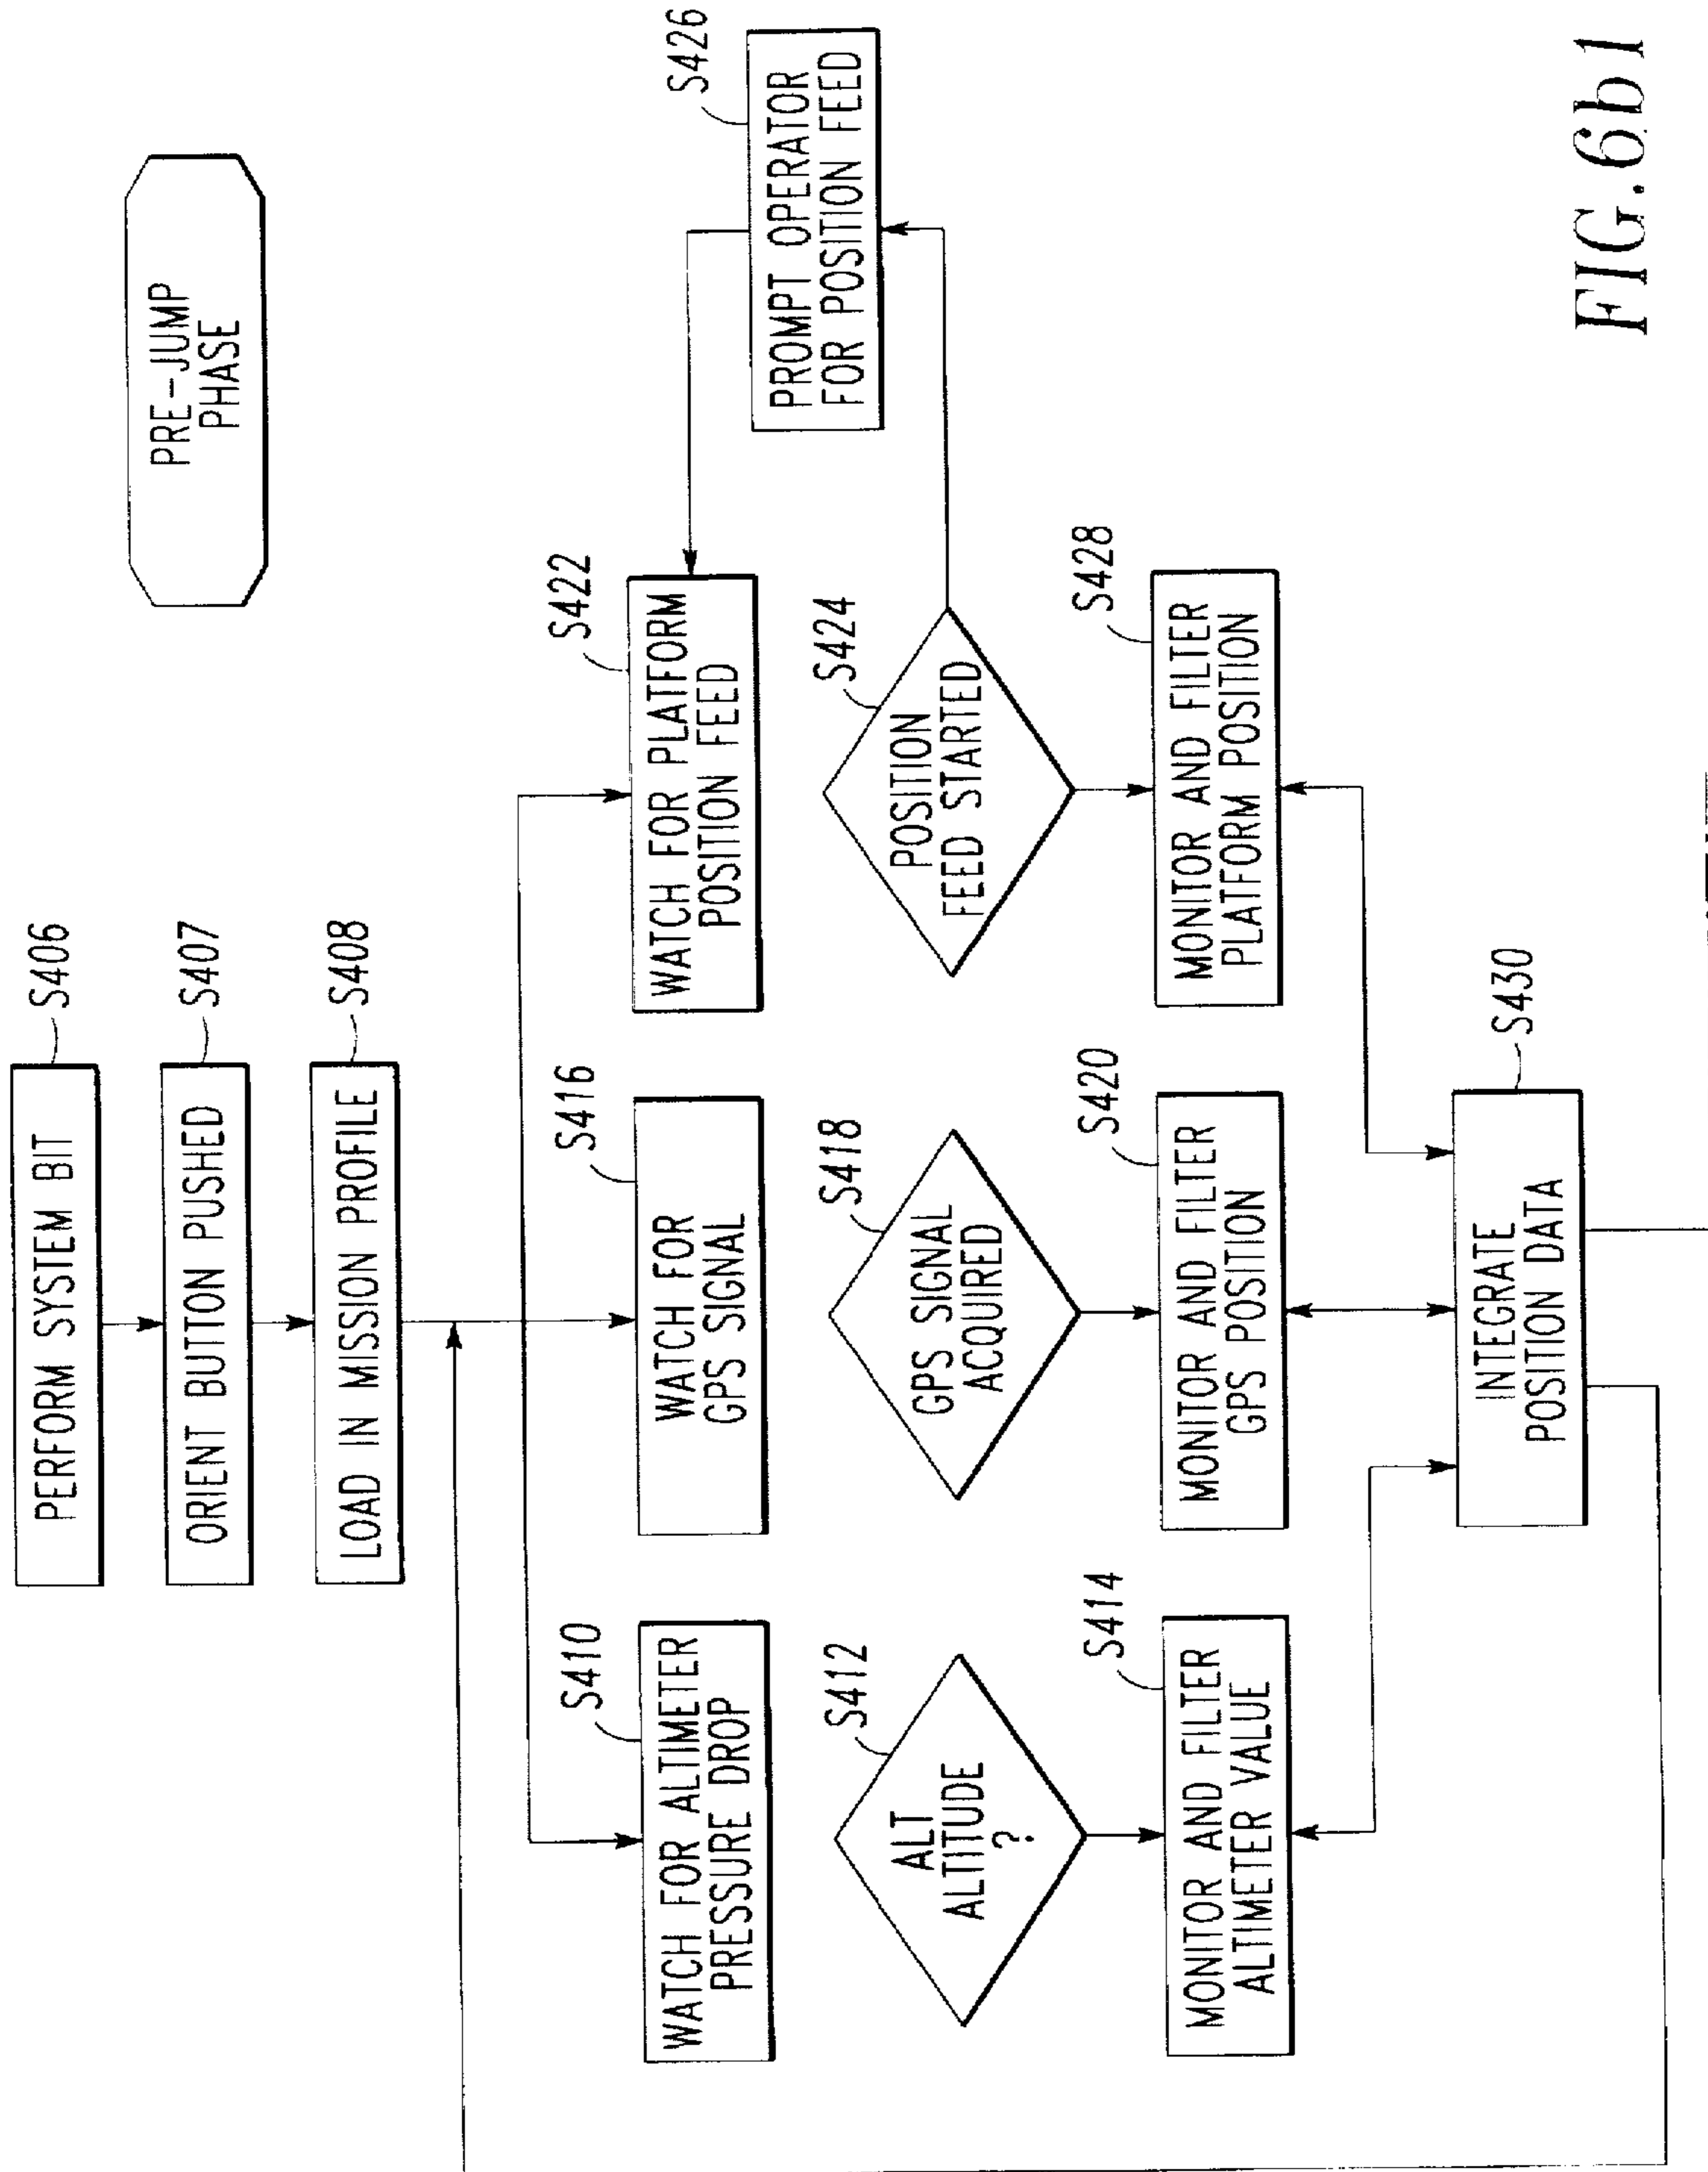 PRE-JUMP
PHASE
PERFORM SYSTEM BIT
S406
ORIENT BUTTON PUSHED
S407
LOAD IN MISSION PROFILE
S408
S410
WATCH FOR ALTIMETER
PRESSURE DROP
S416
WATCH FOR
GPS SIGNAL
S422
WATCH FOR PLATFORM
POSITION FEED
S426
PROMPT OPERATOR
FOR POSITION FEED
S412
ALT
ALTITUDE
?
S418
GPS SIGNAL
ACQUIRED
S424
POSITION
FEED STARTED
S414
MONITOR AND FILTER
ALTIMETER VALUE
S420
MONITOR AND FILTER
GPS POSITION
S428
MONITOR AND FILTER
PLATFORM POSITION
S430
INTEGRATE
POSITION DATA
FIG.6b1